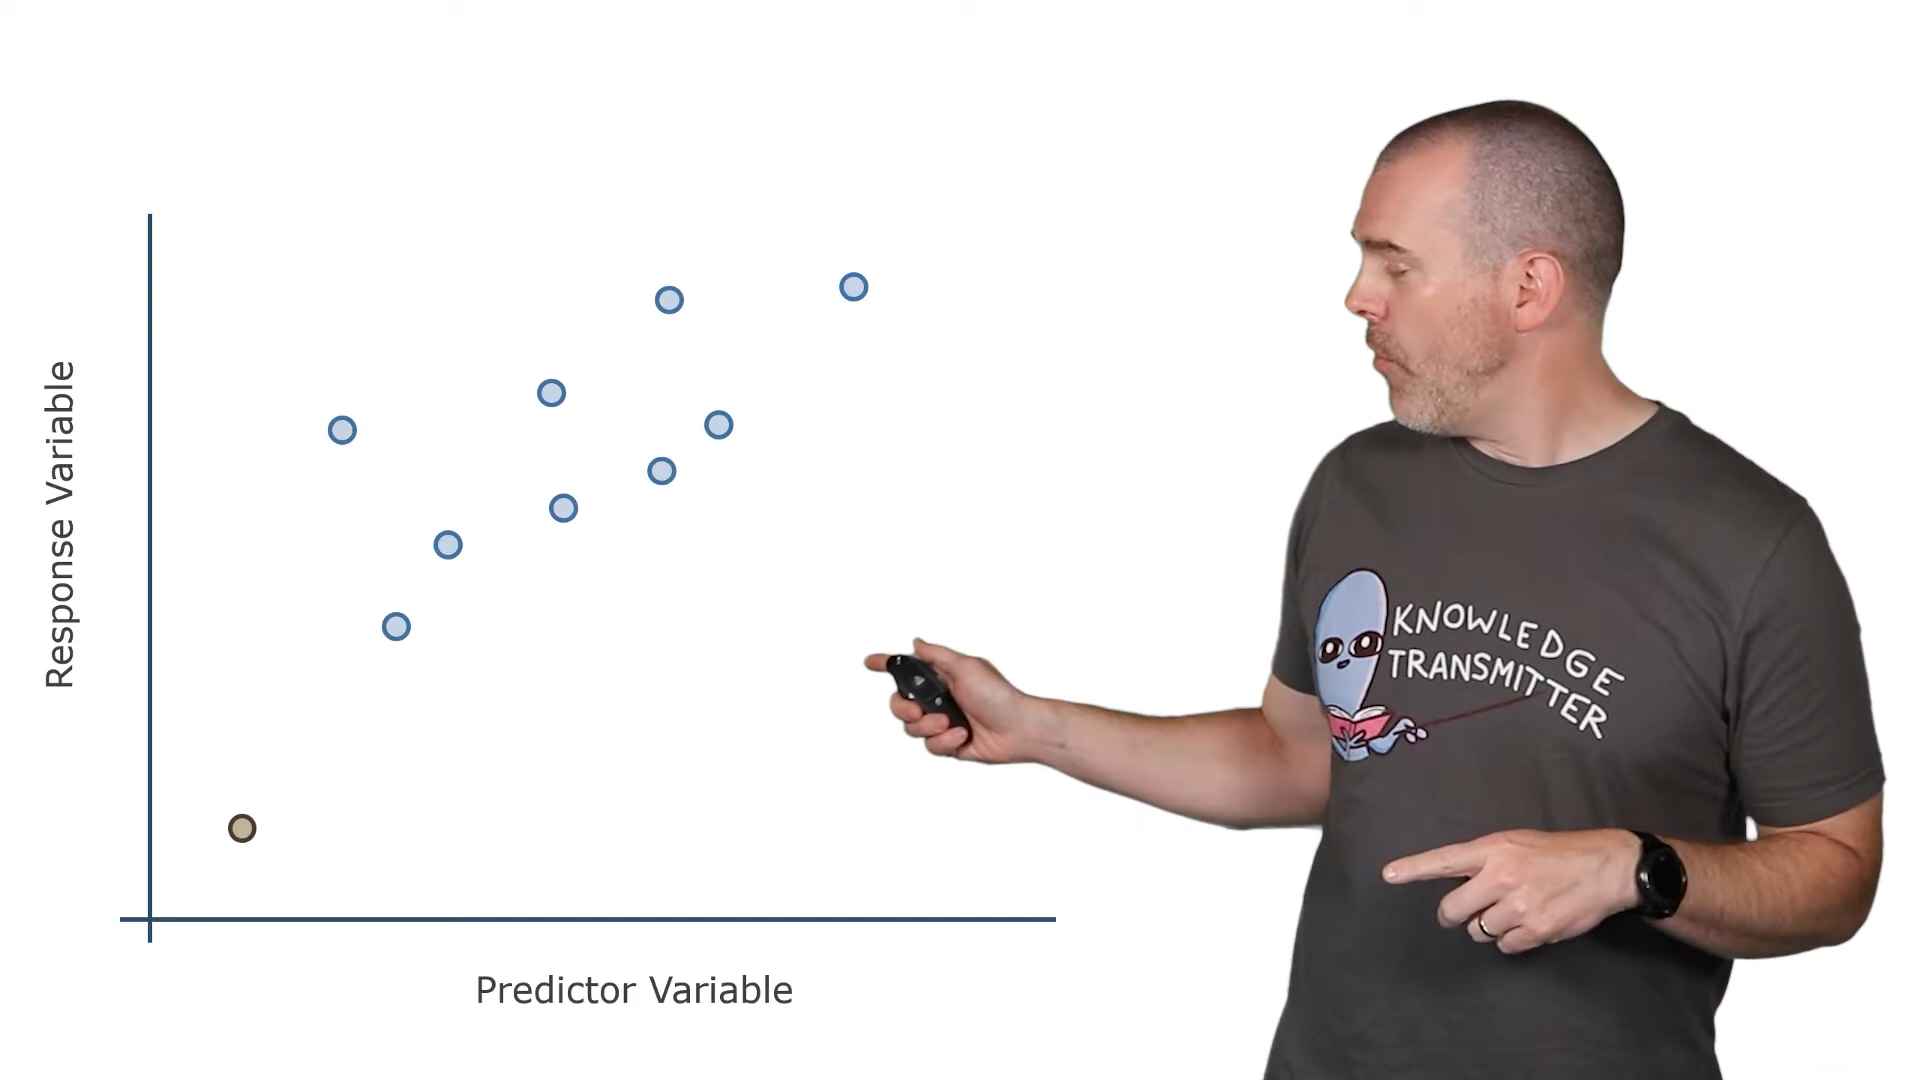 Response Variable
KNOWLEDGE
TRANSMITTER
Predictor Variable